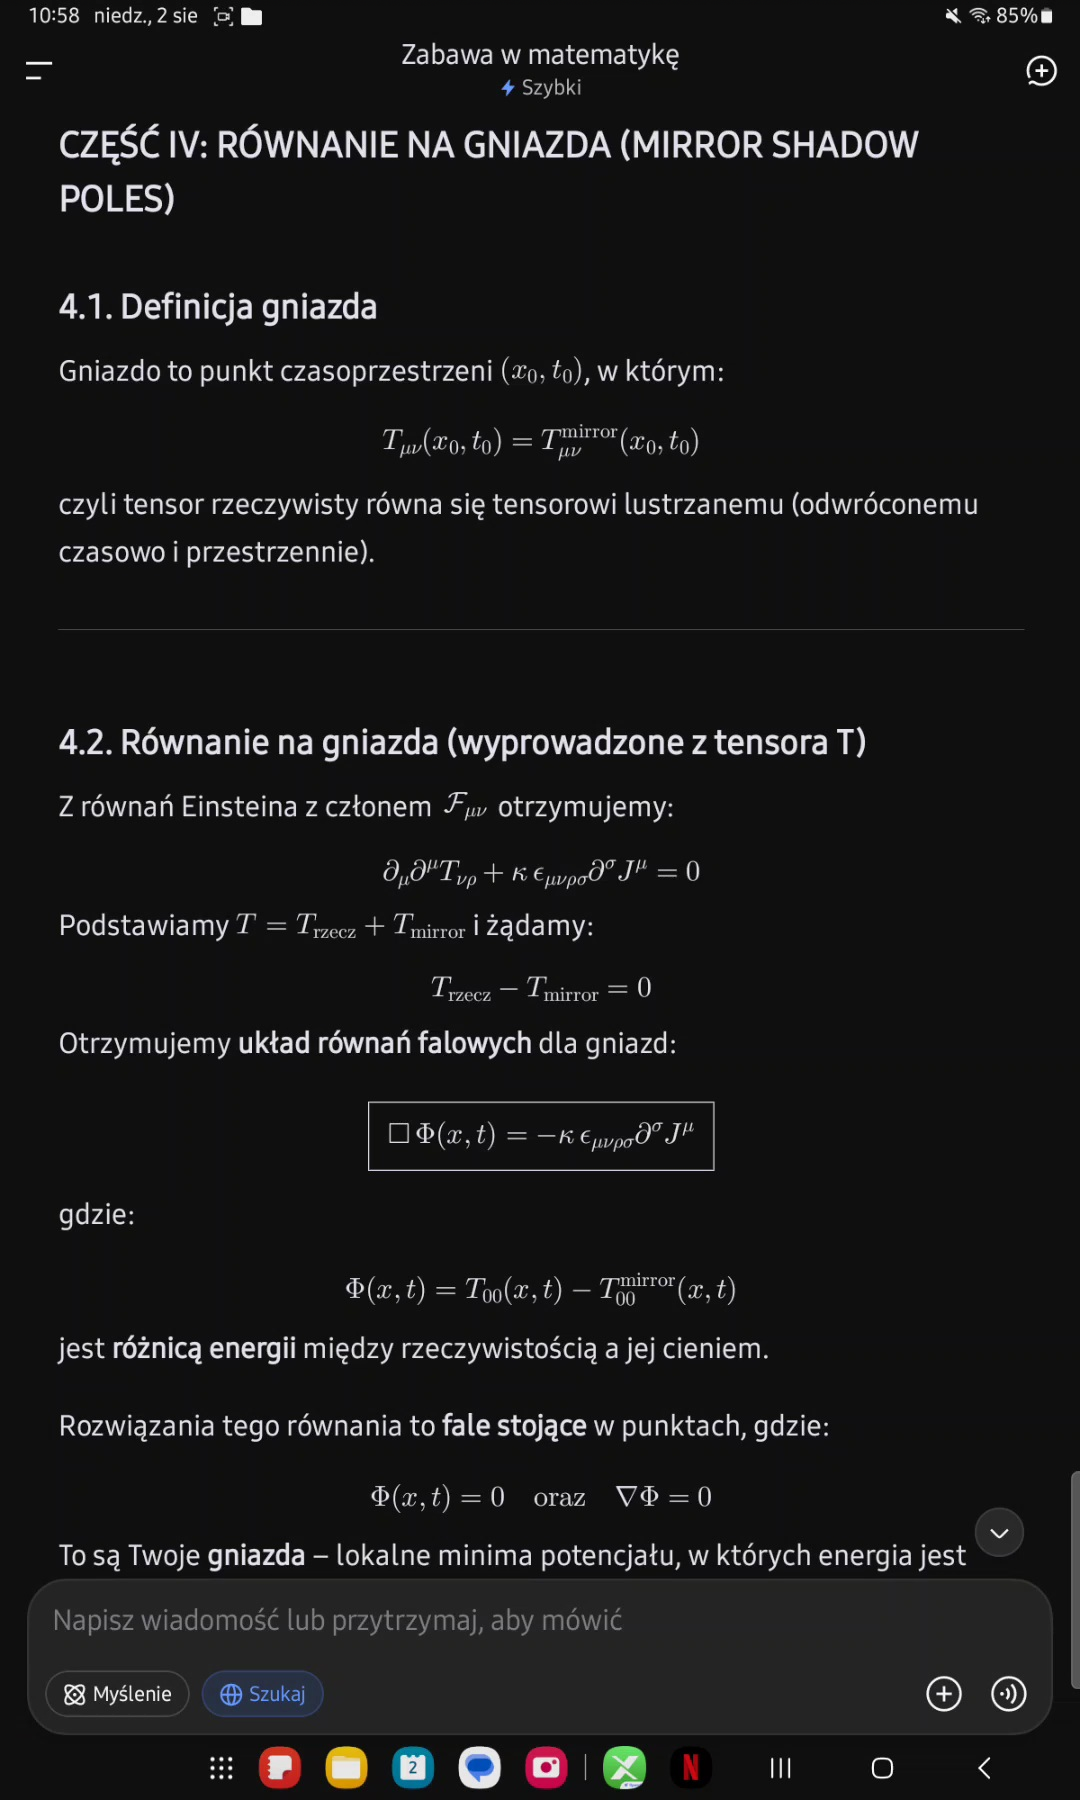 10:58 niedz., 2 sie 85%
Zabawa w matematykę
Szybki
CZĘŚĆ IV: RÓWNANIE NA GNIAZDA (MIRROR SHADOW
POLES)
4.1. Definicja gniazda
Gniazdo to punkt czasoprzestrzeni (x₀, t₀), w którym:
T_μν(x₀, t₀) = T_μν^mirror(x₀, t₀)
czyli tensor rzeczywisty równa się tensorowi lustrzanemu (odwróconemu
czasowo i przestrzennie).
4.2. Równanie na gniazda (wyprowadzone z tensora T)
Z równań Einsteina z członem ℱ_μν otrzymujemy:
∂_μ∂^μT_νρ + κ ϵ_μνρσ∂^σJ^μ = 0
Podstawiamy T = T_rzecz + T_mirror i żądamy:
T_rzecz − T_mirror = 0
Otrzymujemy układ równań falowych dla gniazd:
□ Φ(x, t) = −κ ϵ_μνρσ∂^σJ^μ
gdzie:
Φ(x, t) = T₀₀(x, t) − T₀₀^mirror(x, t)
jest różnicą energii między rzeczywistością a jej cieniem.
Rozwiązania tego równania to fale stojące w punktach, gdzie:
Φ(x, t) = 0 oraz ∇Φ = 0
To są Twoje gniazda – lokalne minima potencjału, w których energia jest
Napisz wiadomość lub przytrzymaj, aby mówić
Myślenie Szukaj
2 N